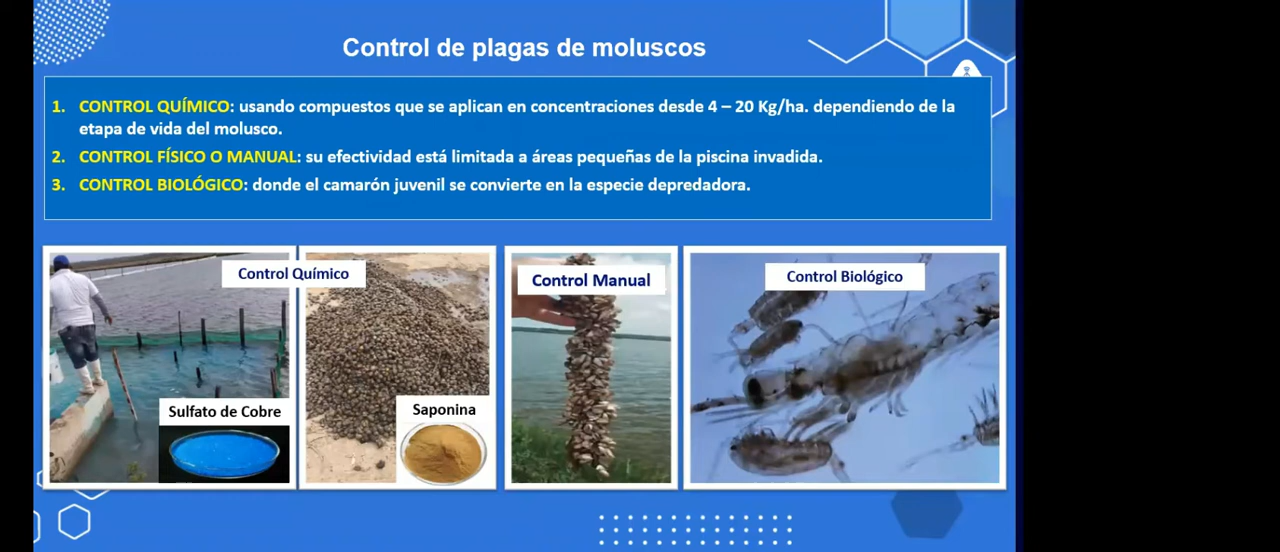 Control de plagas de moluscos
1. CONTROL QUÍMICO: usando compuestos que se aplican en concentraciones desde 4 – 20 Kg/ha. dependiendo de la
etapa de vida del molusco.
2. CONTROL FÍSICO O MANUAL: su efectividad está limitada a áreas pequeñas de la piscina invadida.
3. CONTROL BIOLÓGICO: donde el camarón juvenil se convierte en la especie depredadora.
Control Químico
Control Manual
Control Biológico
Sulfato de Cobre
Saponina